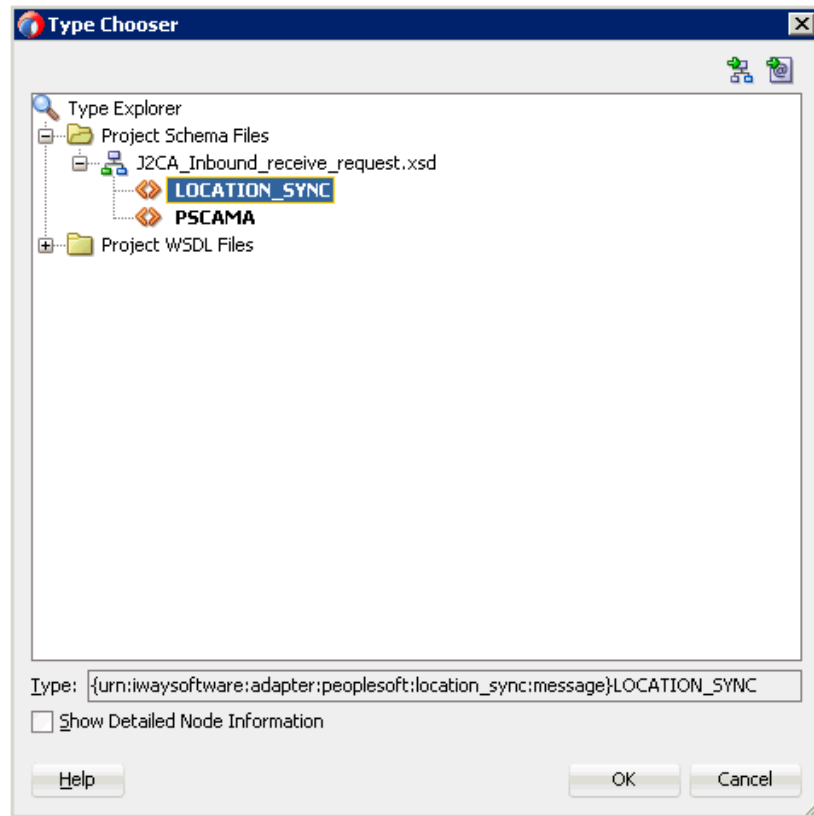 Type Chooser
Type Explorer
Project Schema Files
J2CA_Inbound_receive_request.xsd
LOCATION_SYNC
PSCAMA
Project WSDL Files
Type: {urn:iwaysoftware:adapter:peoplesoft:location_sync:message}LOCATION_SYNC
Show Detailed Node Information
Help OK Cancel